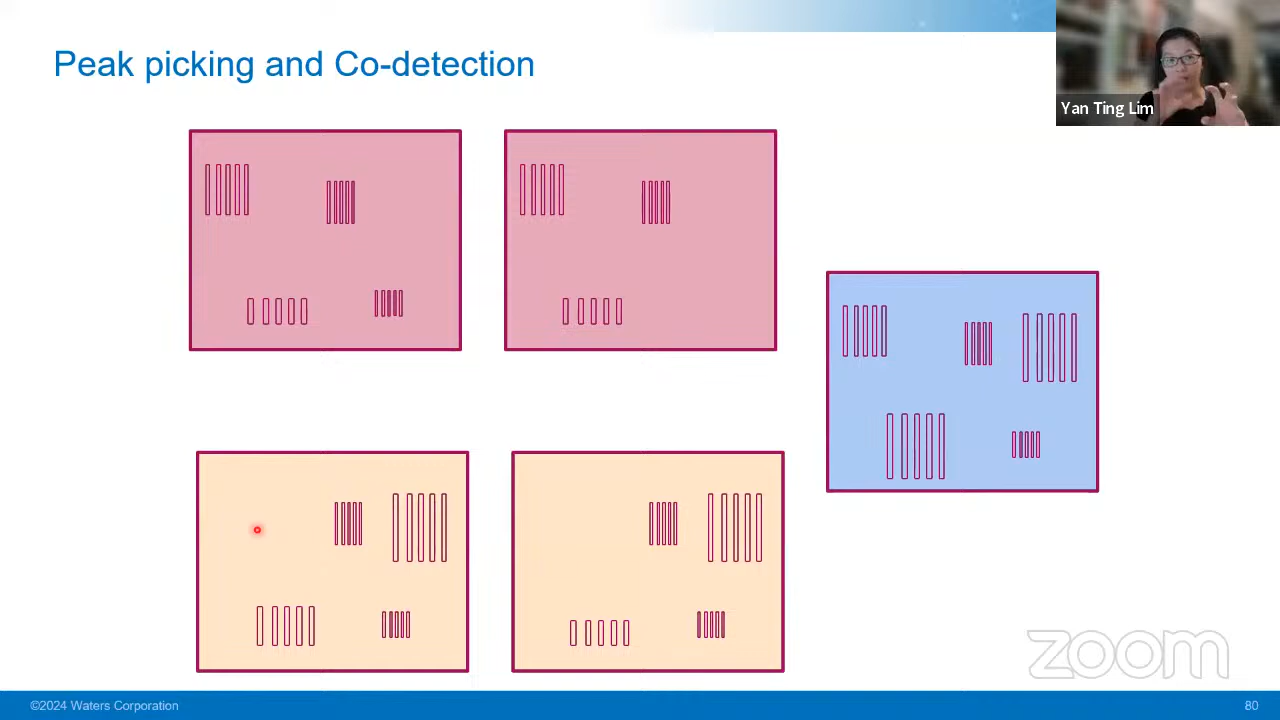 Peak picking and Co-detection
Yan Ting Lim
zoom
©2024 Waters Corporation
80